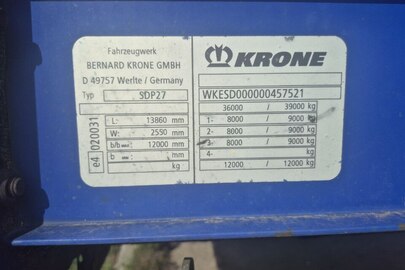 Fahrzeugwerk
BERNARD KRONE GMBH
D 49757 Werlte / Germany
Typ SDP27
e4 020031
L: 13860 mm
W: 2550 mm
b/b MAX: 12000 mm
b mm
kg
KRONE
WKESD000000457521
36000 / 39000 kg
1- 8000 / 9000 kg
2- 8000 / 9000 kg
3- 8000 / 9000 kg
4- / kg
12000 / 12000 kg